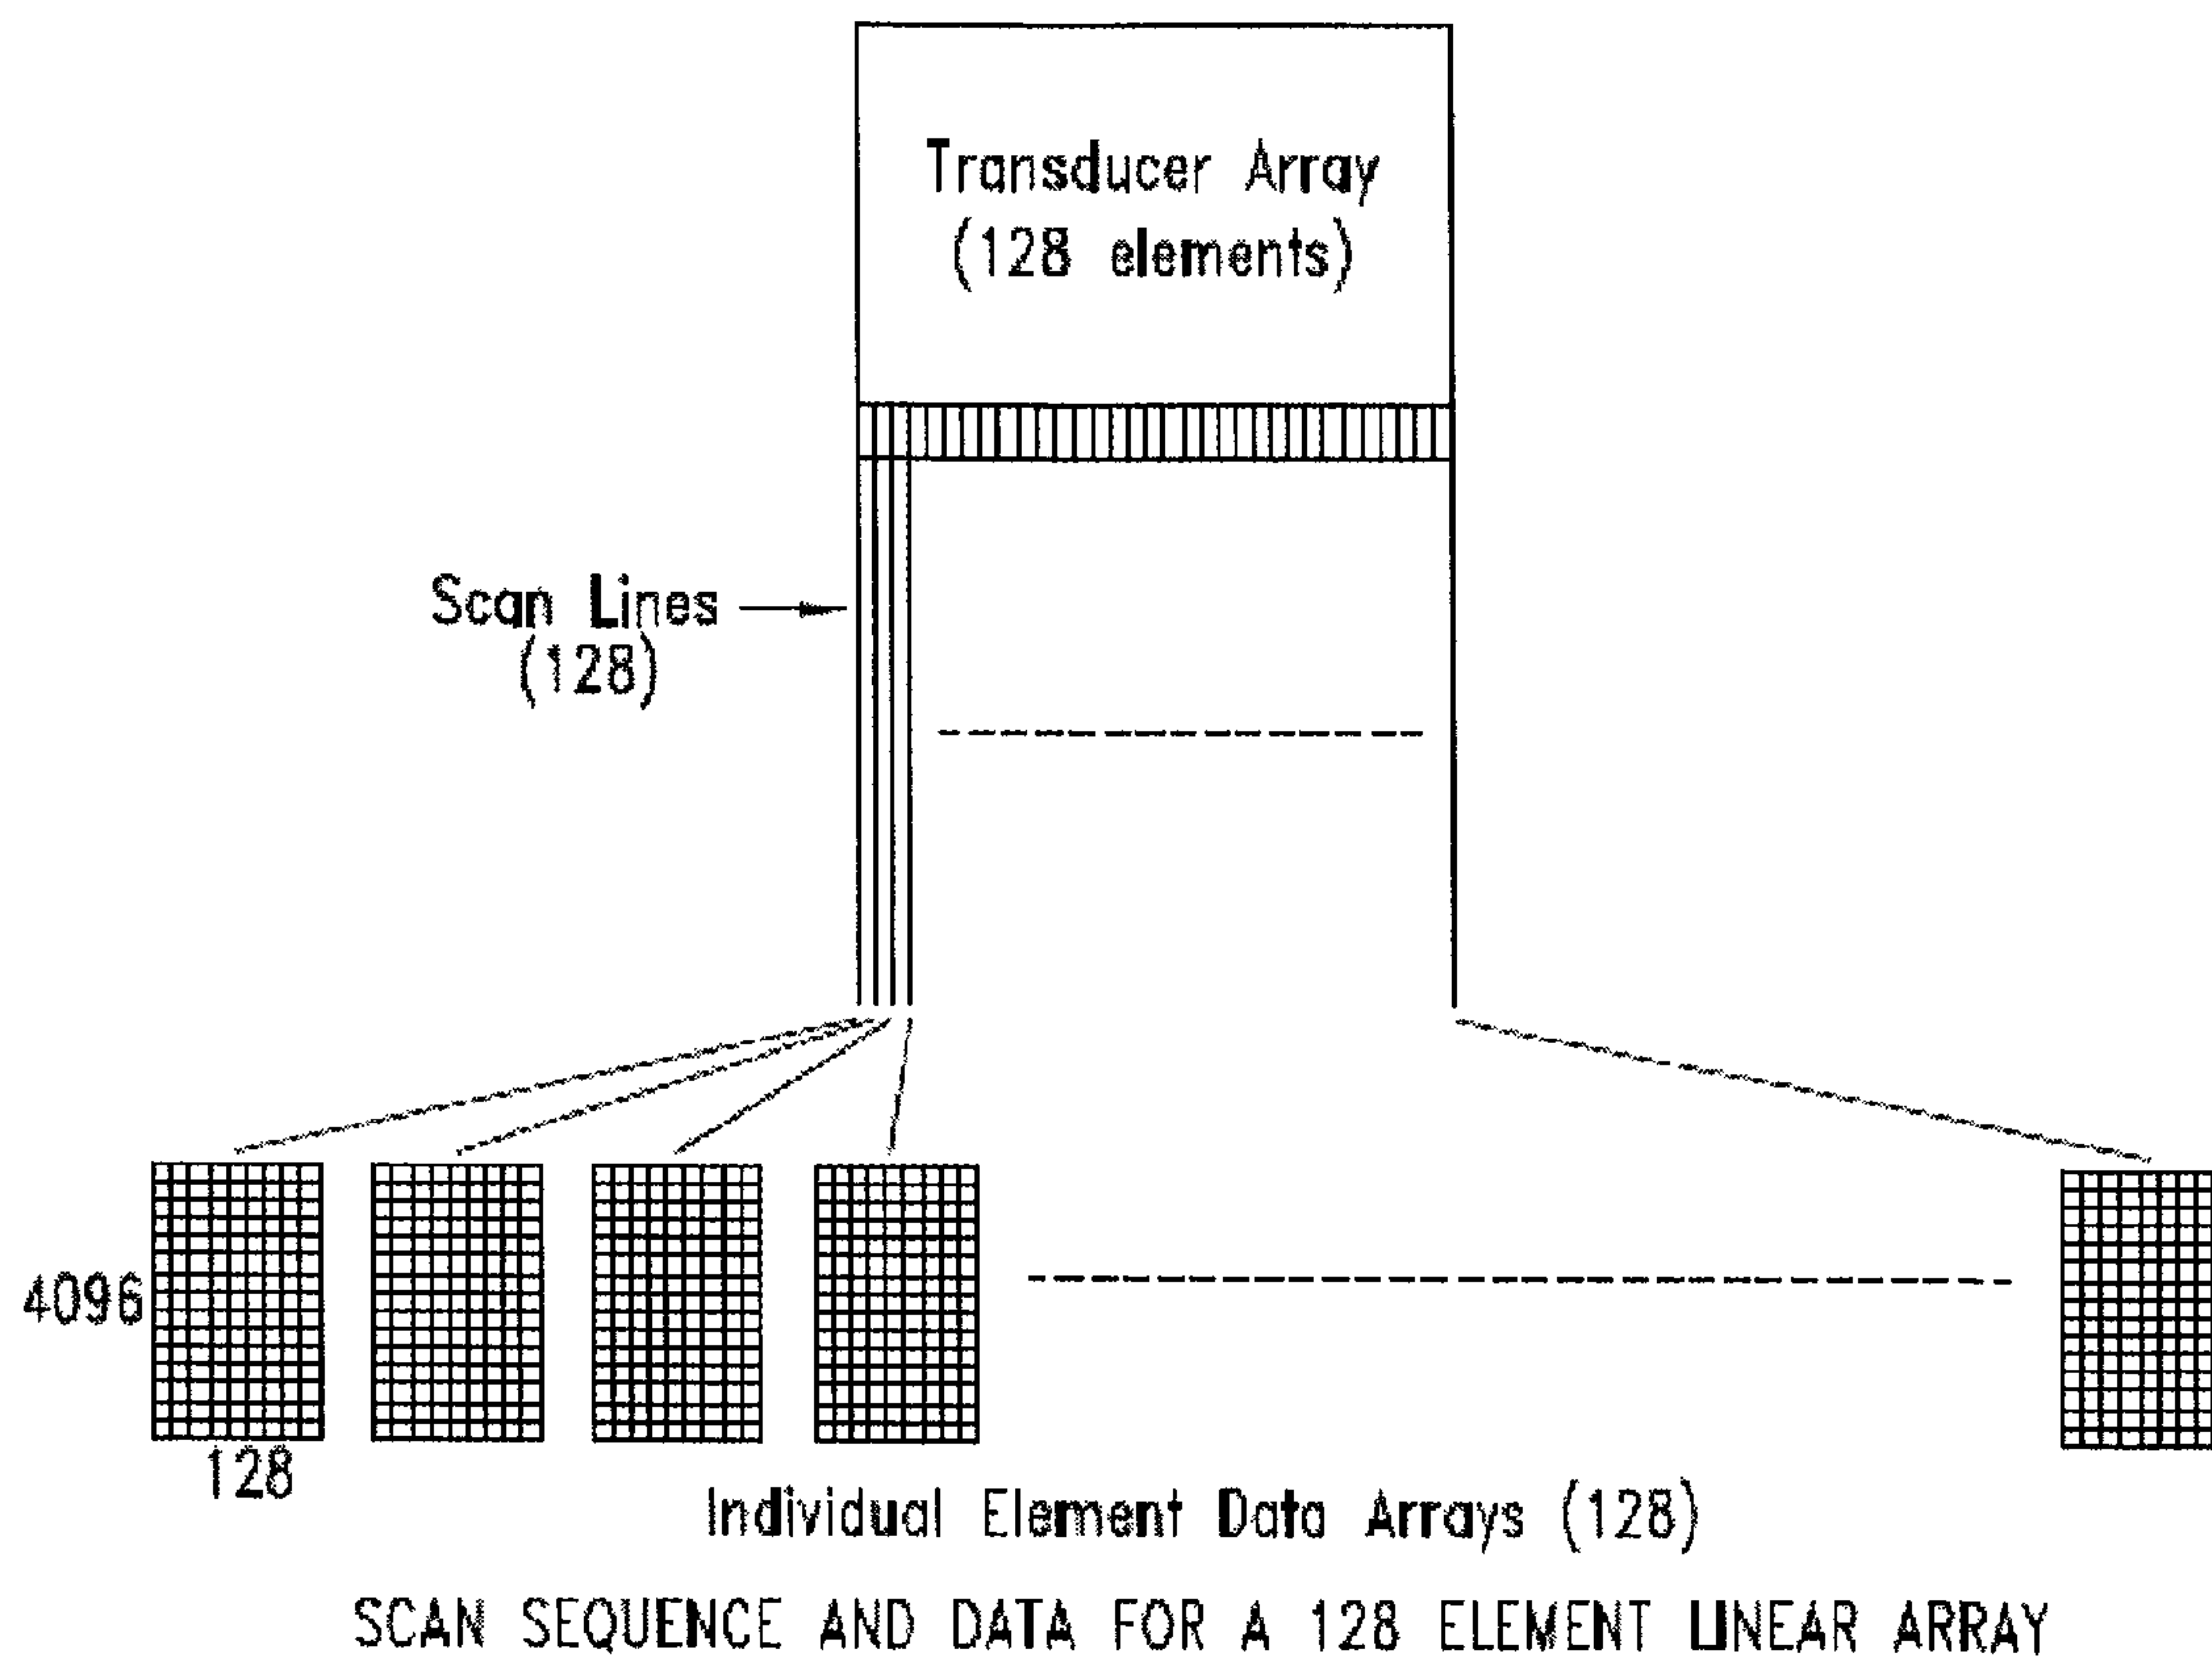 Transducer Array
(128 elements)
Scan Lines
(128)
4096
128
Individual Element Data Arrays (128)
SCAN SEQUENCE AND DATA FOR A 128 ELEMENT LINEAR ARRAY